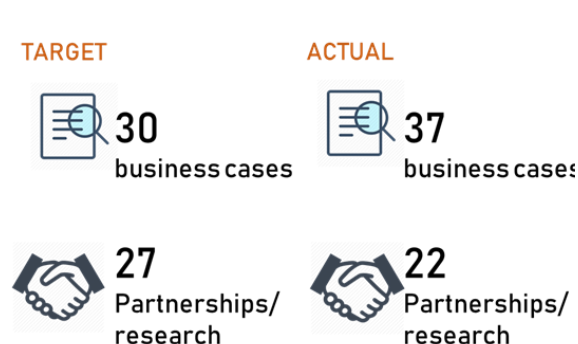 TARGET
ACTUAL
30
business cases
37
business cases
27
Partnerships/
research
22
Partnerships/
research